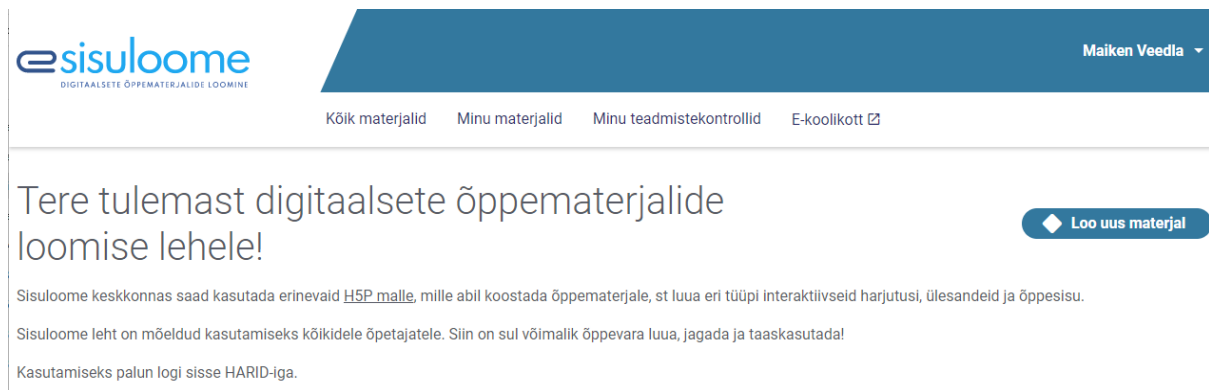 esisuloome
DIGITAALSETE ÕPPEMATERJALIDE LOOMINE
Maiken Veedla
Kõik materjalid Minu materjalid Minu teadmistekontrollid E-koolikott
Tere tulemast digitaalsete õppematerjalide
loomise lehele!
Loo uus materjal
Sisuloome keskkonnas saad kasutada erinevaid H5P malle, mille abil koostada õppematerjale, st luua eri tüüpi interaktiivseid harjutusi, ülesandeid ja õppesisu.
Sisuloome leht on mõeldud kasutamiseks kõikidele õpetajatele. Siin on sul võimalik õppevara luua, jagada ja taaskasutada!
Kasutamiseks palun logi sisse HARID-iga.